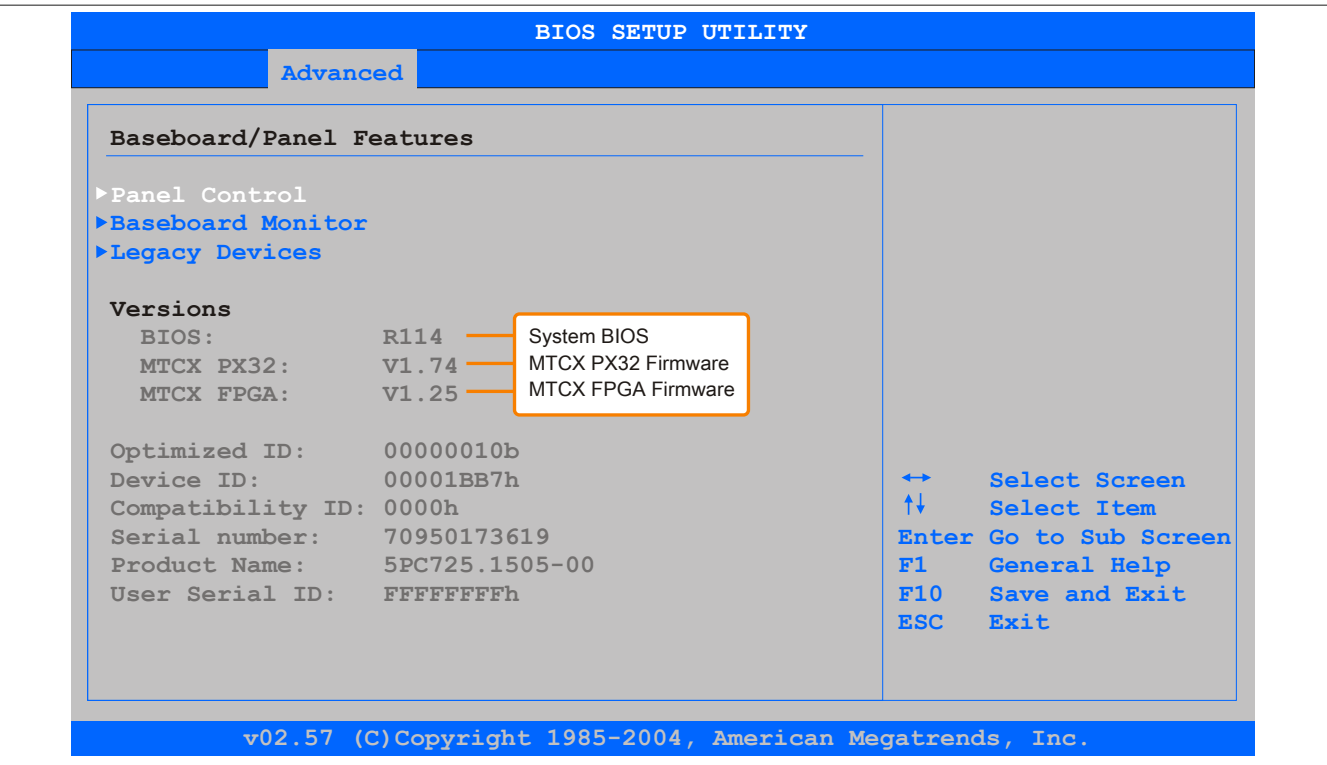 BIOS SETUP UTILITY
Advanced
Baseboard/Panel Features
▶Panel Control
▶Baseboard Monitor
▶Legacy Devices
Versions
BIOS: R114 System BIOS
MTCX PX32: V1.74 MTCX PX32 Firmware
MTCX FPGA: V1.25 MTCX FPGA Firmware
Optimized ID: 00000010b
Device ID: 00001BB7h
Compatibility ID: 0000h
Serial number: 70950173619
Product Name: 5PC725.1505-00
User Serial ID: FFFFFFFFh
↔ Select Screen
↑↓ Select Item
Enter Go to Sub Screen
F1 General Help
F10 Save and Exit
ESC Exit
v02.57 (C)Copyright 1985-2004, American Megatrends, Inc.